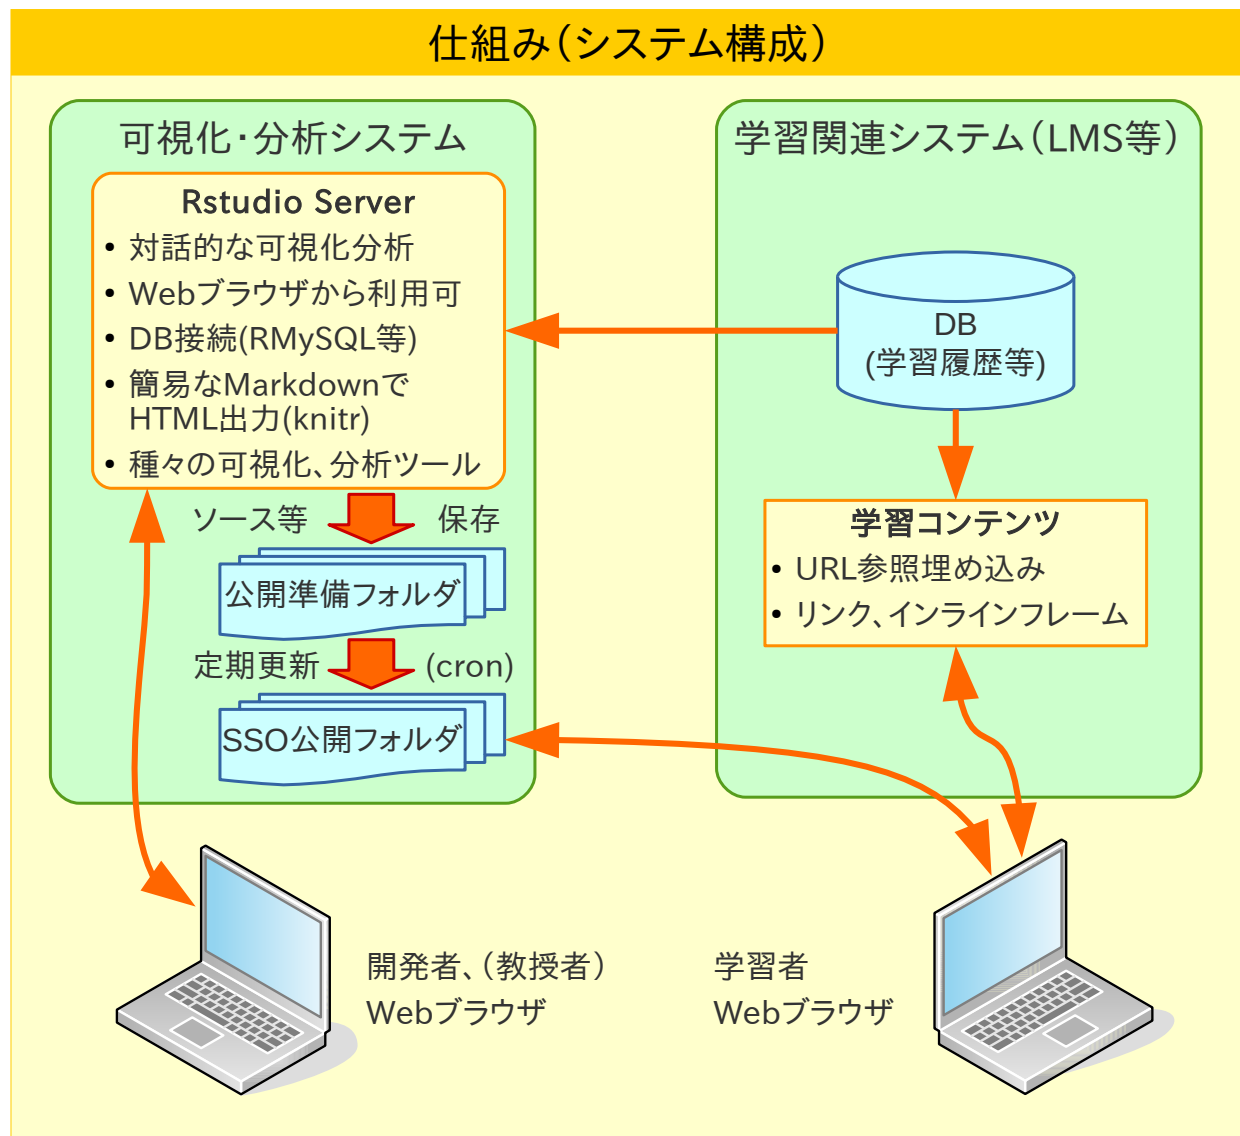 仕組み（システム構成）
可視化・分析システム
Rstudio Server
• 対話的な可視化分析
• Webブラウザから利用可
• DB接続(RMySQL等)
• 簡易なMarkdownで
HTML出力(knitr)
• 種々の可視化、分析ツール
ソース等 保存
公開準備フォルダ
定期更新 (cron)
SSO公開フォルダ
学習関連システム（LMS等）
DB
(学習履歴等)
学習コンテンツ
• URL参照埋め込み
• リンク、インラインフレーム
開発者、（教授者）
Webブラウザ
学習者
Webブラウザ